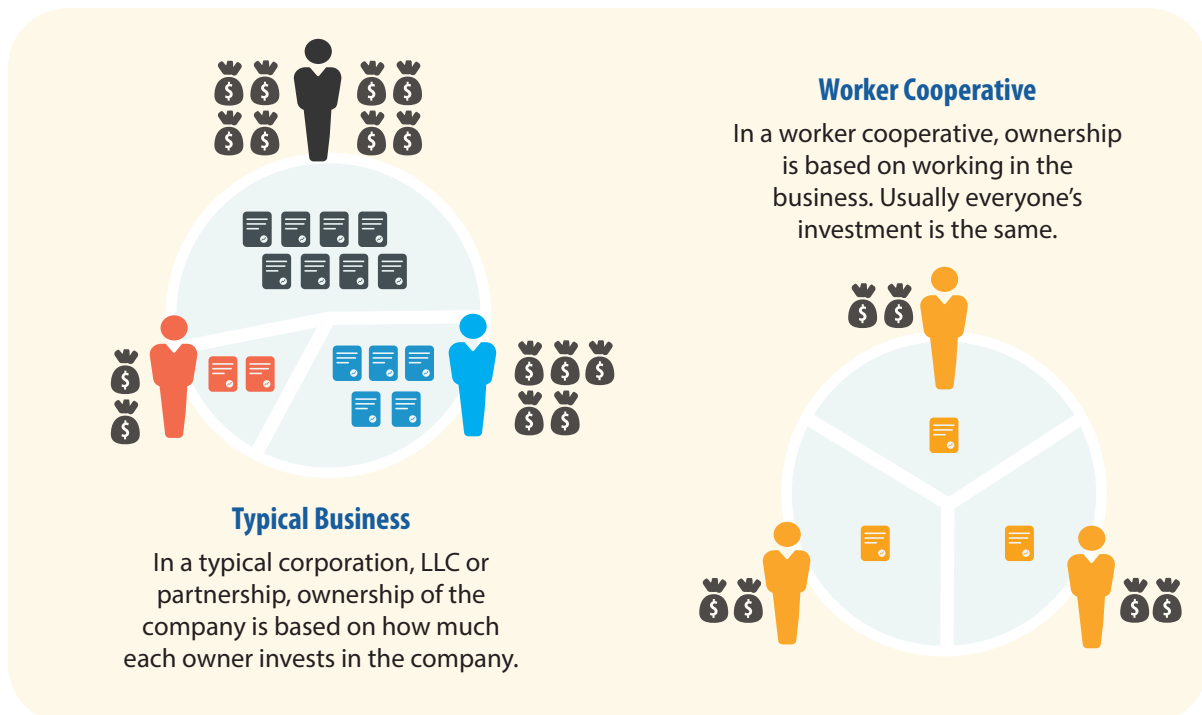 Typical Business
In a typical corporation, LLC or
partnership, ownership of the
company is based on how much
each owner invests in the company.
Worker Cooperative
In a worker cooperative, ownership
is based on working in the
business. Usually everyone’s
investment is the same.